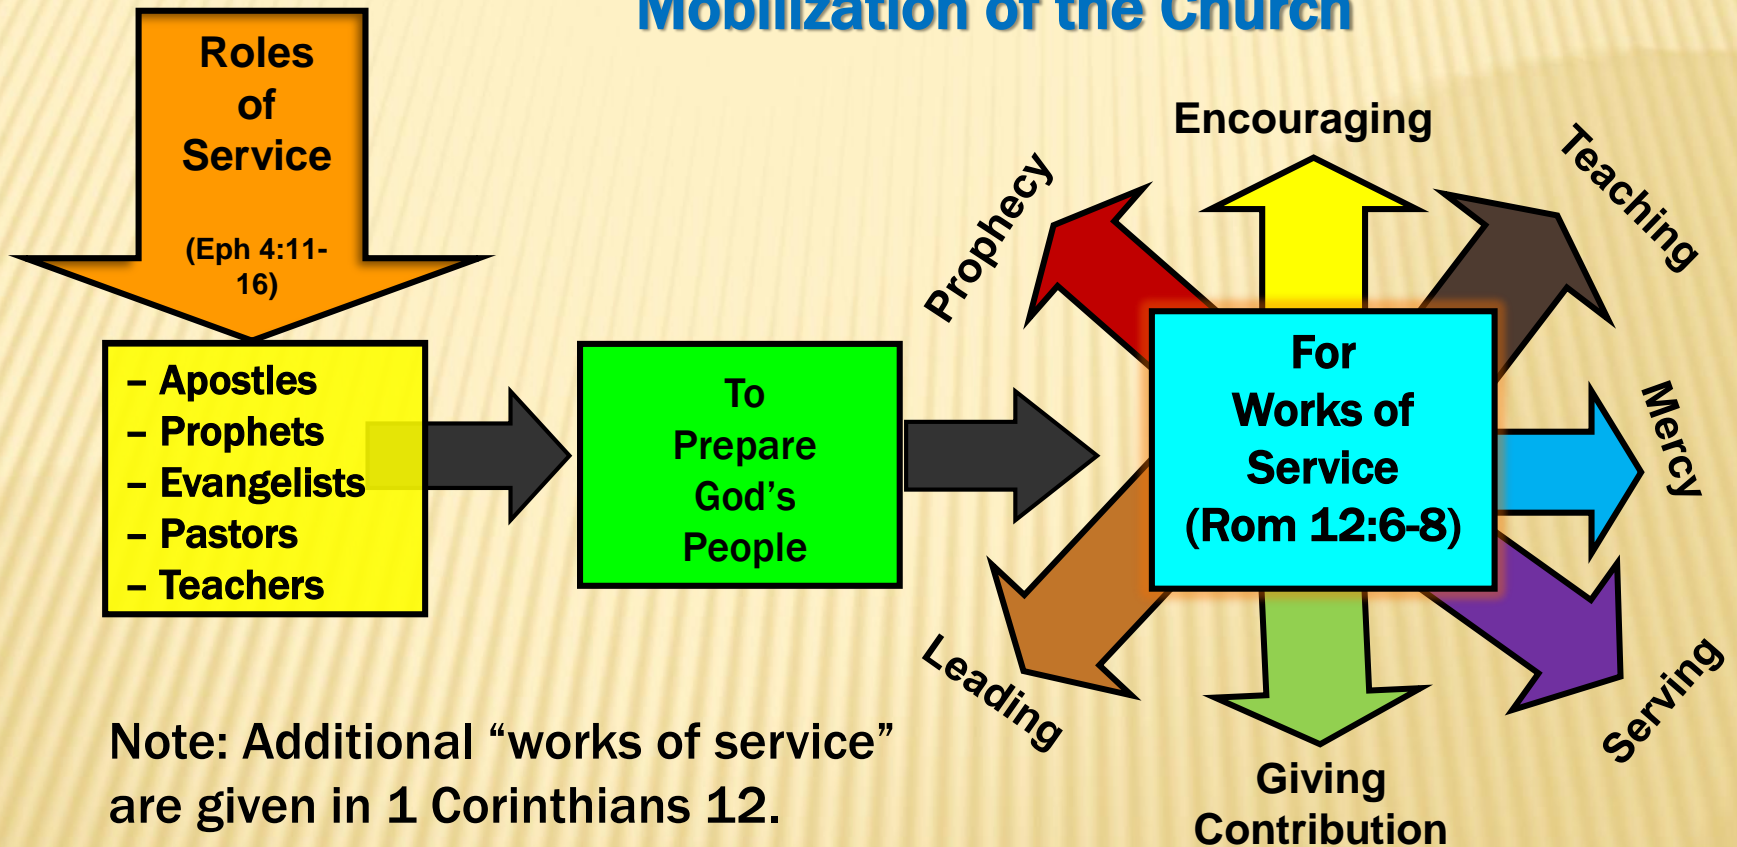 Mobilization of the Church
Roles
of
Service
(Eph 4:11-
16)
– Apostles
– Prophets
– Evangelists
– Pastors
– Teachers
To
Prepare
God’s
People
For
Works of
Service
(Rom 12:6-8)
Prophecy
Encouraging
Teaching
Mercy
Serving
Giving
Contribution
Leading
Note: Additional “works of service”
are given in 1 Corinthians 12.